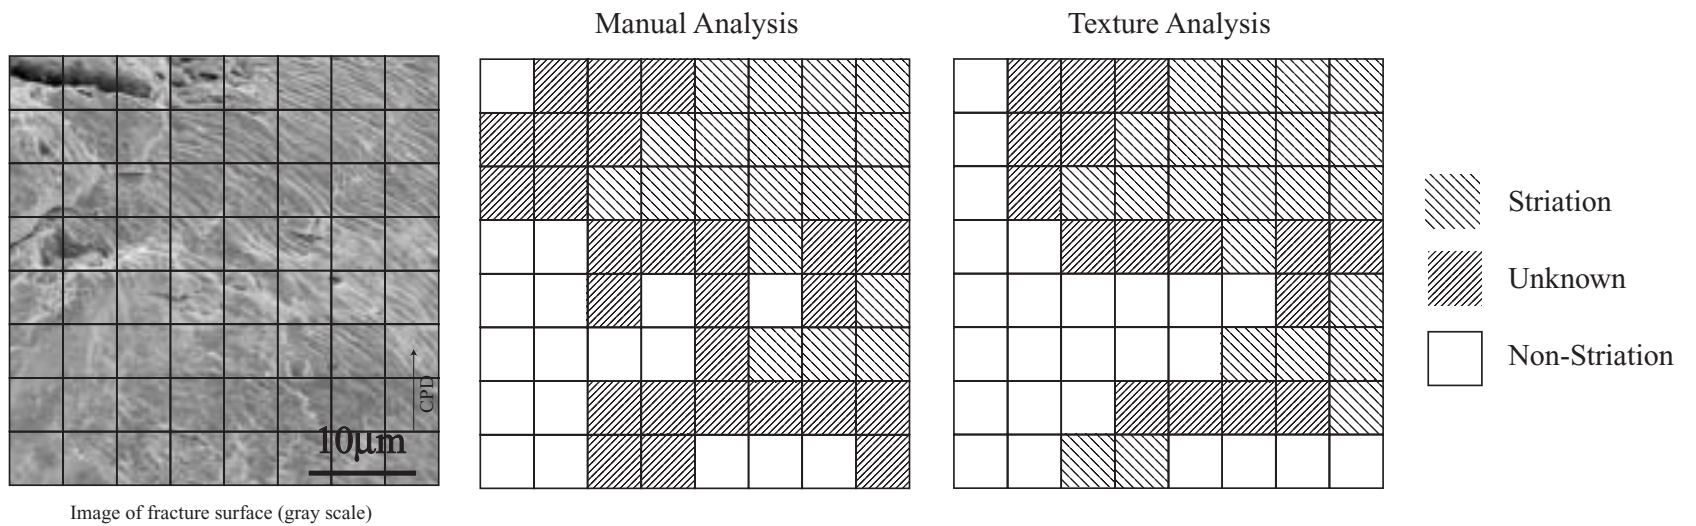 Manual Analysis
Texture Analysis
Striation
Unknown
Non-Striation
CPD
10μm
Image of fracture surface (gray scale)